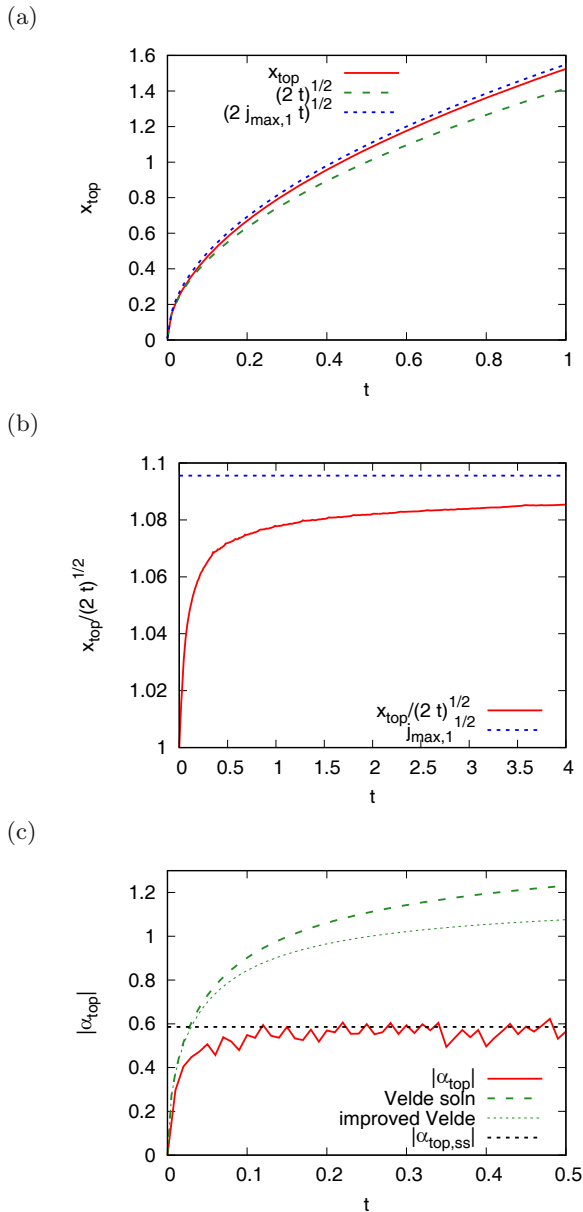 (a)
1.6
1.4
1.2
1
0.8
0.6
0.4
0.2
0
x_top
x_top
(2 t)^1/2
(2 j_max,1 t)^1/2
0 0.2 0.4 0.6 0.8 1
t
(b)
1.1
1.08
1.06
1.04
1.02
1
x_top/(2 t)^1/2
x_top/(2 t)^1/2
j_max,1^1/2
0 0.5 1 1.5 2 2.5 3 3.5 4
t
(c)
1.2
1
0.8
0.6
0.4
0.2
0
|α_top|
|α_top|
Velde soln
improved Velde
|α_top,ss|
0 0.1 0.2 0.3 0.4 0.5
t